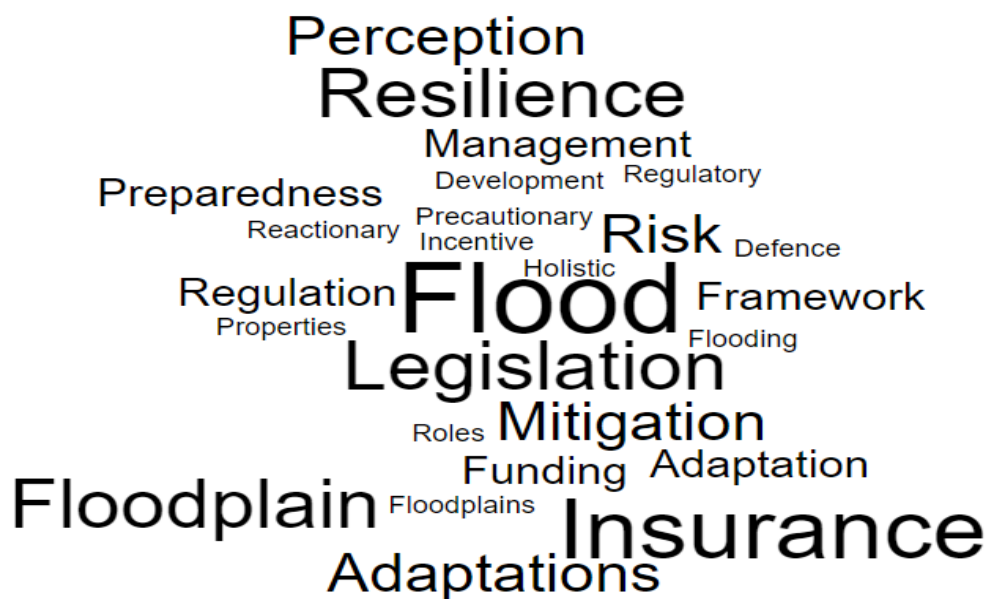 Perception
Resilience
Management
Development Regulatory
Preparedness
Reactionary Precautionary
Incentive Risk Defence
Holistic
Regulation Flood Framework
Properties Flooding
Legislation
Roles Mitigation
Funding Adaptation
Floodplain Floodplains
Insurance
Adaptations